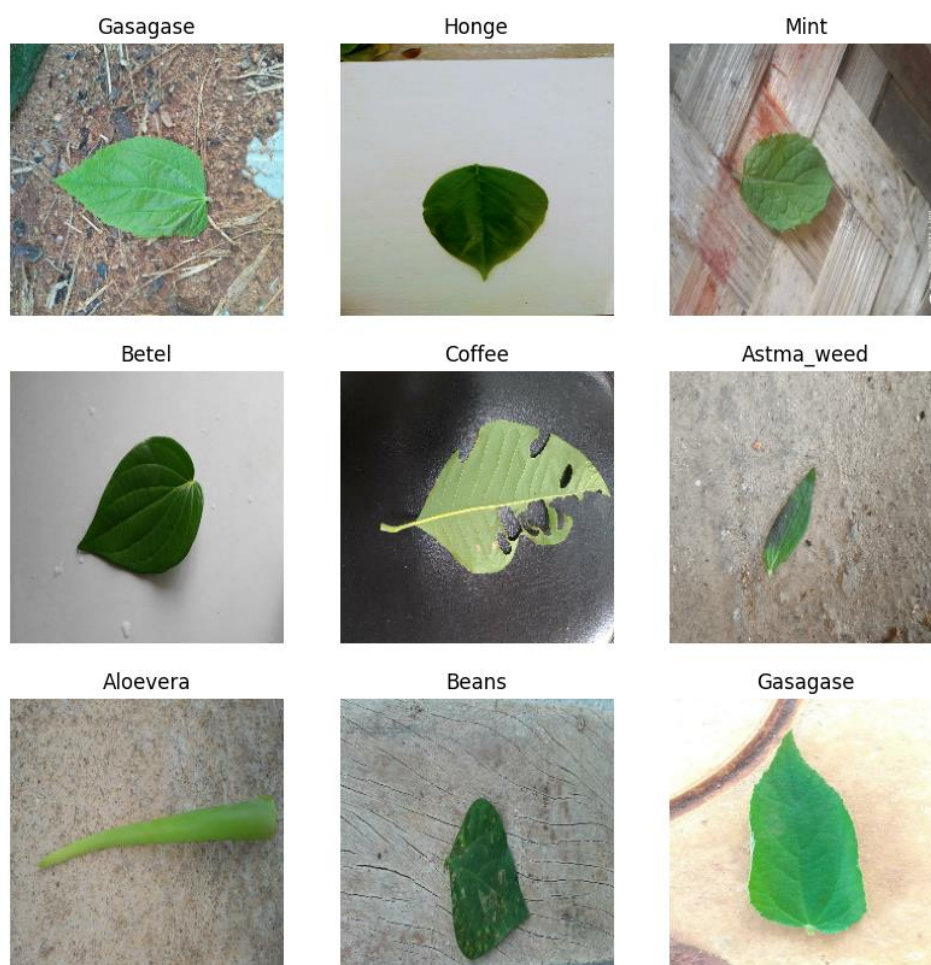 Gasagase
Honge
Mint
Betel
Coffee
Astma_weed
Aloevera
Beans
Gasagase